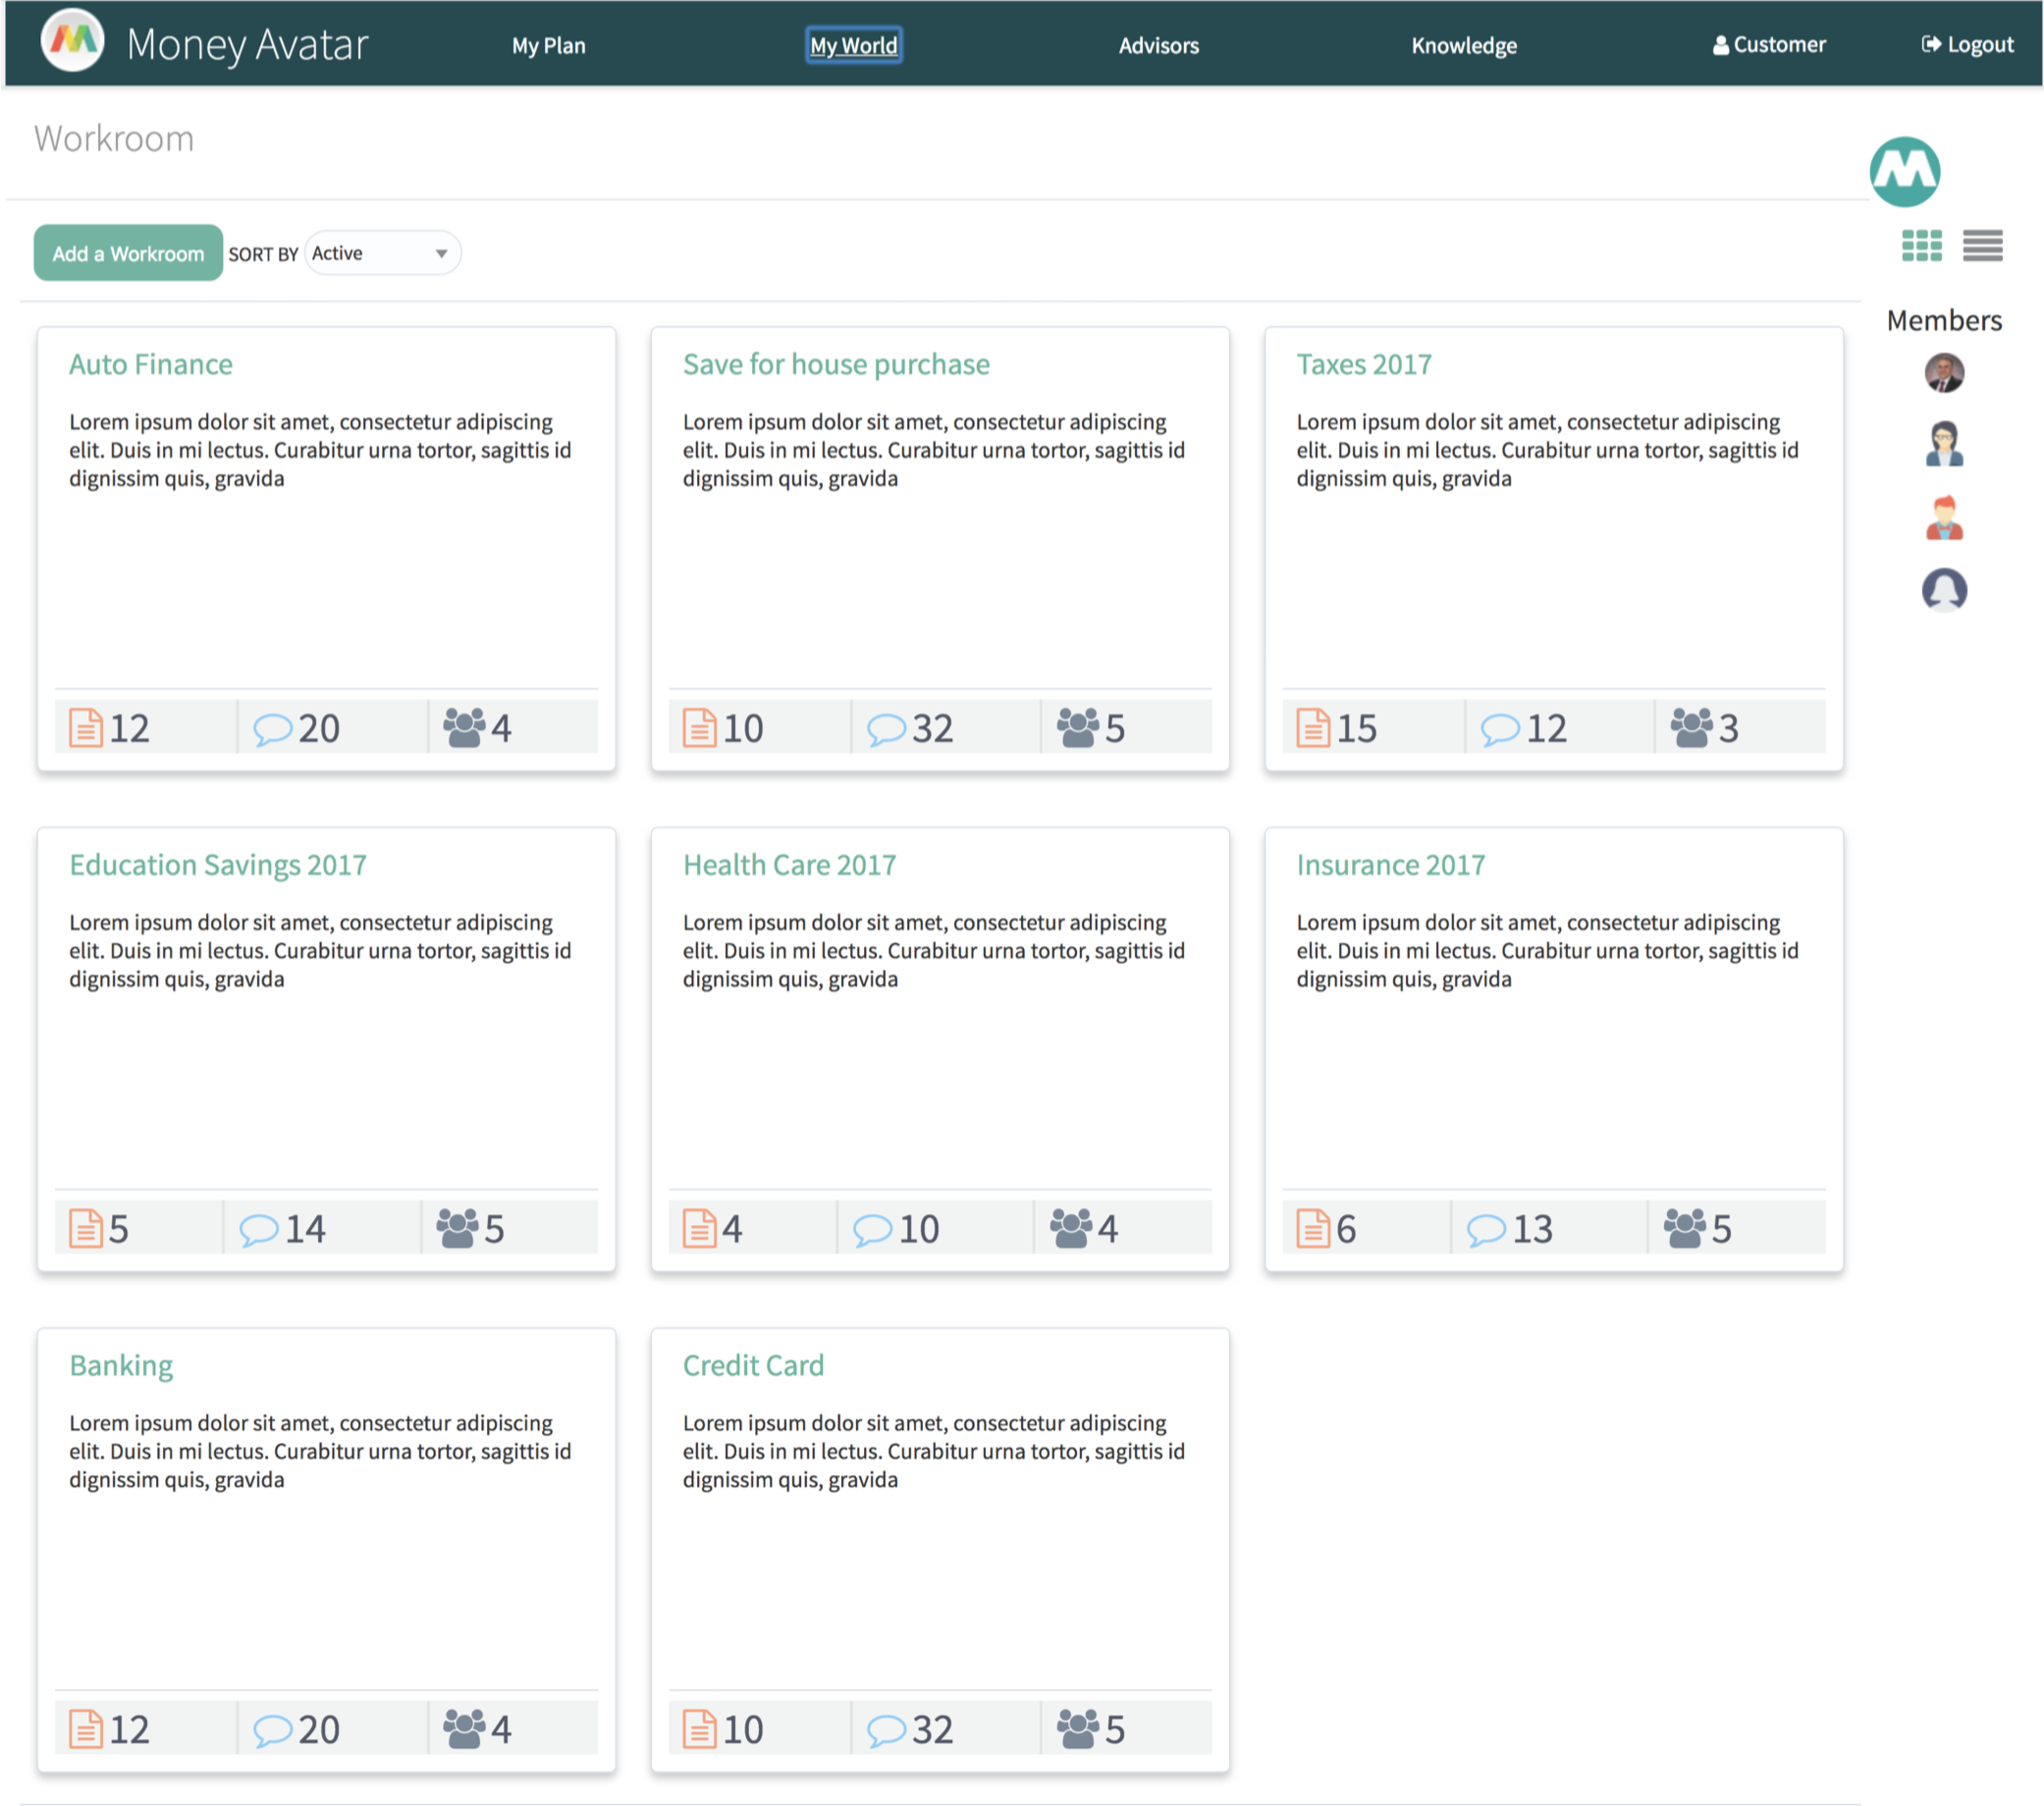 Money Avatar
My Plan
My World
Advisors
Knowledge
Customer
Logout
Workroom
Add a Workroom
SORT BY
Active
Members
Auto Finance
Lorem ipsum dolor sit amet, consectetur adipiscing
elit. Duis in mi lectus. Curabitur urna tortor, sagittis id
dignissim quis, gravida
12
20
4
Save for house purchase
Lorem ipsum dolor sit amet, consectetur adipiscing
elit. Duis in mi lectus. Curabitur urna tortor, sagittis id
dignissim quis, gravida
10
32
5
Taxes 2017
Lorem ipsum dolor sit amet, consectetur adipiscing
elit. Duis in mi lectus. Curabitur urna tortor, sagittis id
dignissim quis, gravida
15
12
3
Education Savings 2017
Lorem ipsum dolor sit amet, consectetur adipiscing
elit. Duis in mi lectus. Curabitur urna tortor, sagittis id
dignissim quis, gravida
5
14
5
Health Care 2017
Lorem ipsum dolor sit amet, consectetur adipiscing
elit. Duis in mi lectus. Curabitur urna tortor, sagittis id
dignissim quis, gravida
4
10
4
Insurance 2017
Lorem ipsum dolor sit amet, consectetur adipiscing
elit. Duis in mi lectus. Curabitur urna tortor, sagittis id
dignissim quis, gravida
6
13
5
Banking
Lorem ipsum dolor sit amet, consectetur adipiscing
elit. Duis in mi lectus. Curabitur urna tortor, sagittis id
dignissim quis, gravida
12
20
4
Credit Card
Lorem ipsum dolor sit amet, consectetur adipiscing
elit. Duis in mi lectus. Curabitur urna tortor, sagittis id
dignissim quis, gravida
10
32
5